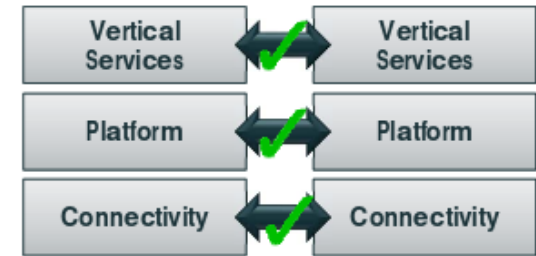 Vertical Services
Vertical Services
Platform
Platform
Connectivity
Connectivity